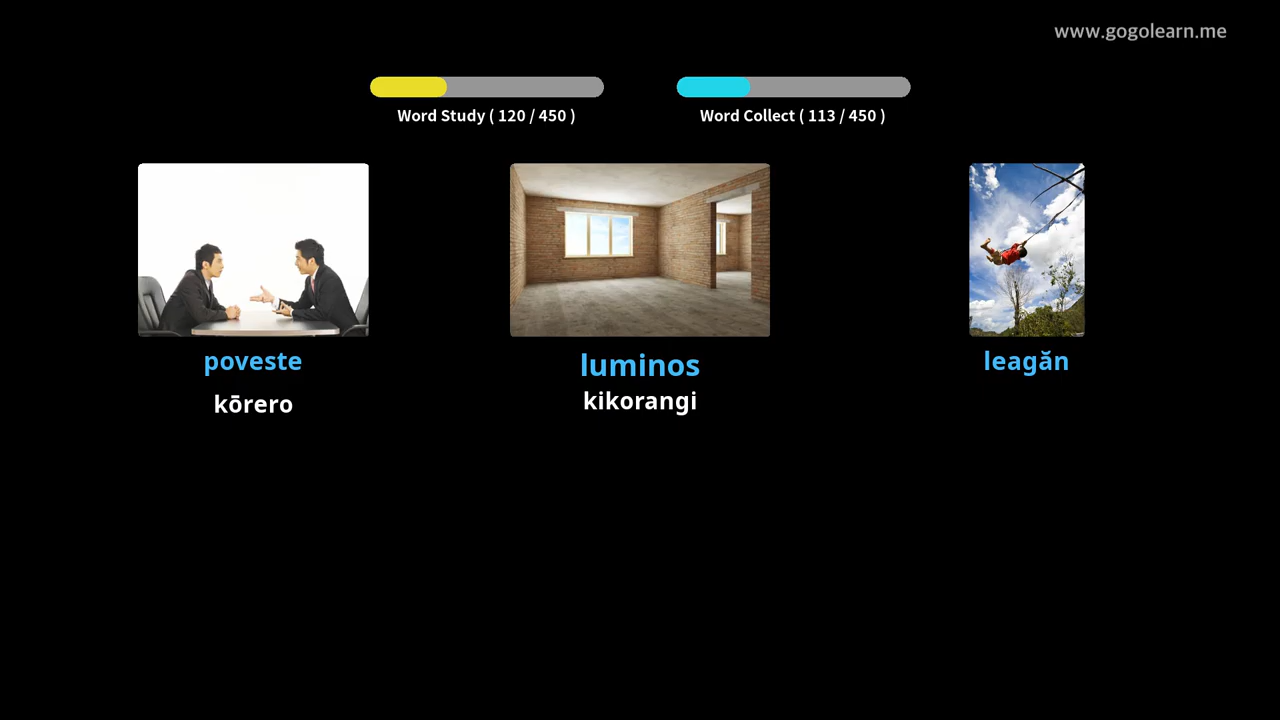 www.gogolearn.me
Word Study ( 120 / 450 )
Word Collect ( 113 / 450 )
poveste
kōrero
luminos
kikorangi
leagăn